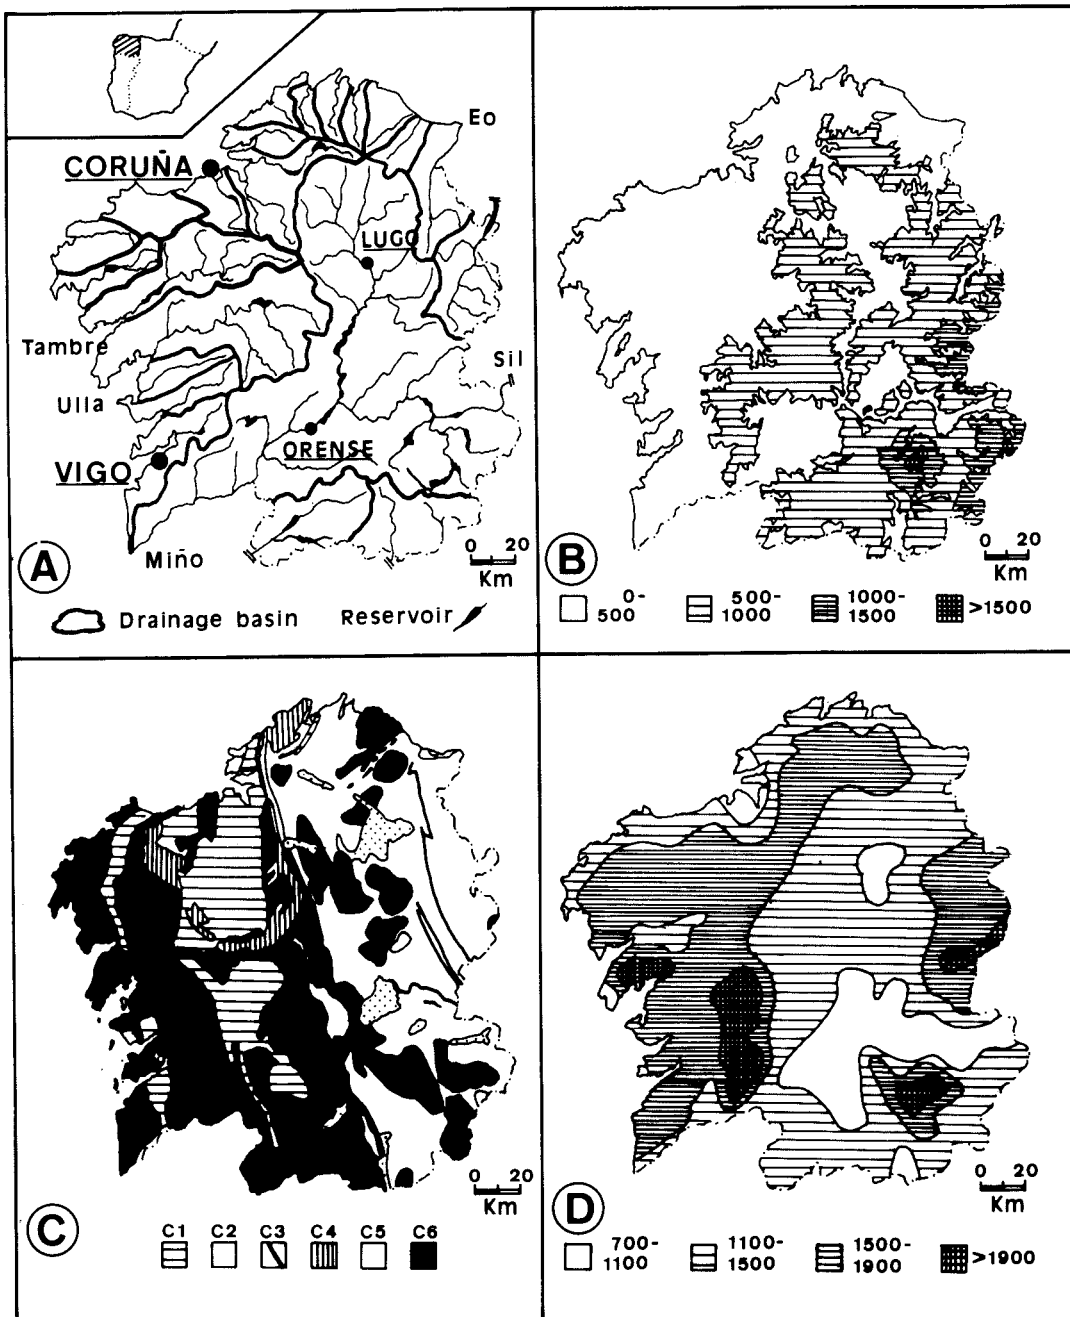 Eo
CORUÑA
LUGO
Tambre
Sil
Ulla
ORENSE
VIGO
Miño
0 20
Km
A
Drainage basin Reservoir
0 20
Km
B
0-500 500-1000 1000-1500 >1500
0 20
Km
C
C1 C2 C3 C4 C5 C6
0 20
Km
D
700-1100 1100-1500 1500-1900 >1900